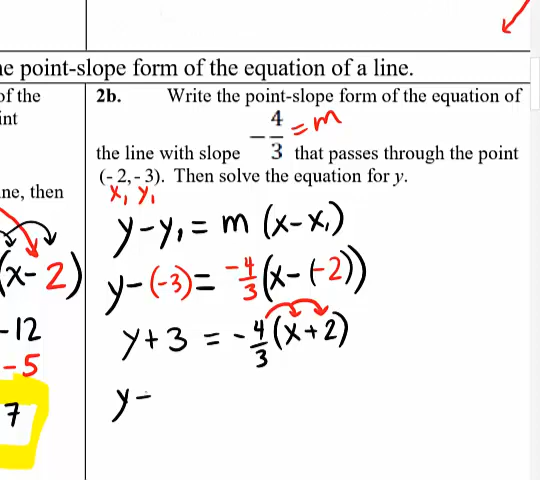 e point-slope form of the equation of a line.
of the
int
ne, then
(x-2)
-12
-5
7
2b. Write the point-slope form of the equation of
the line with slope -4/3 = m that passes through the point
(-2,-3). Then solve the equation for y.
x₁ y₁
y-y₁ = m (x-x₁)
y-(-3) = -4/3(x-(-2))
y+3 = -4/3(x+2)
y-